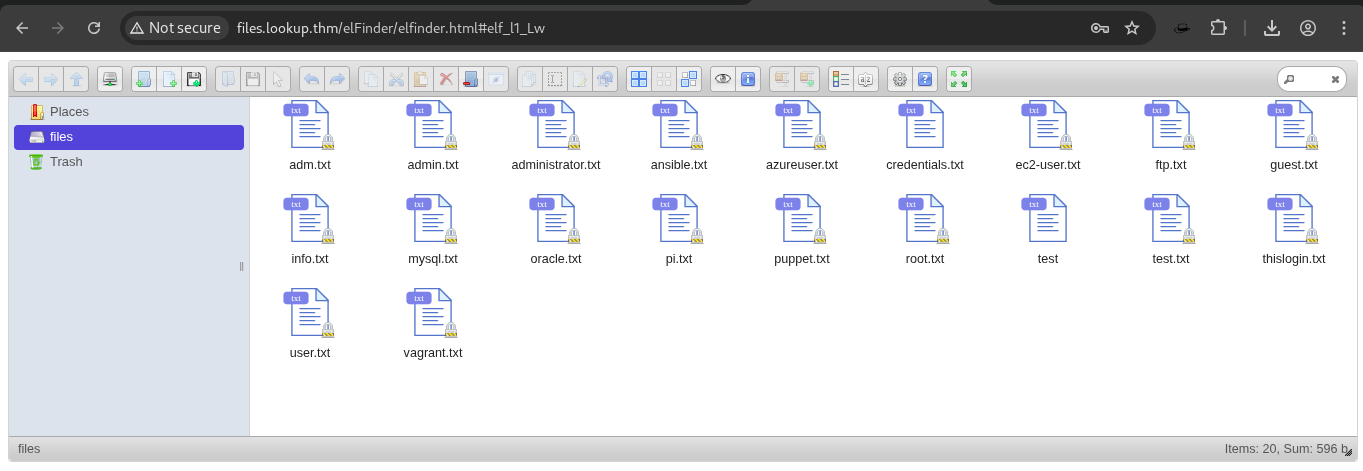 Not secure files.lookup.thm/elFinder/elfinder.html#elf_l1_Lw
Places
files
Trash
txt txt txt txt txt txt txt txt txt
adm.txt admin.txt administrator.txt ansible.txt azureuser.txt credentials.txt ec2-user.txt ftp.txt guest.txt
txt txt txt txt txt txt txt txt txt
info.txt mysql.txt oracle.txt pi.txt puppet.txt root.txt test test.txt thislogin.txt
txt txt
user.txt vagrant.txt
files Items: 20, Sum: 596 b